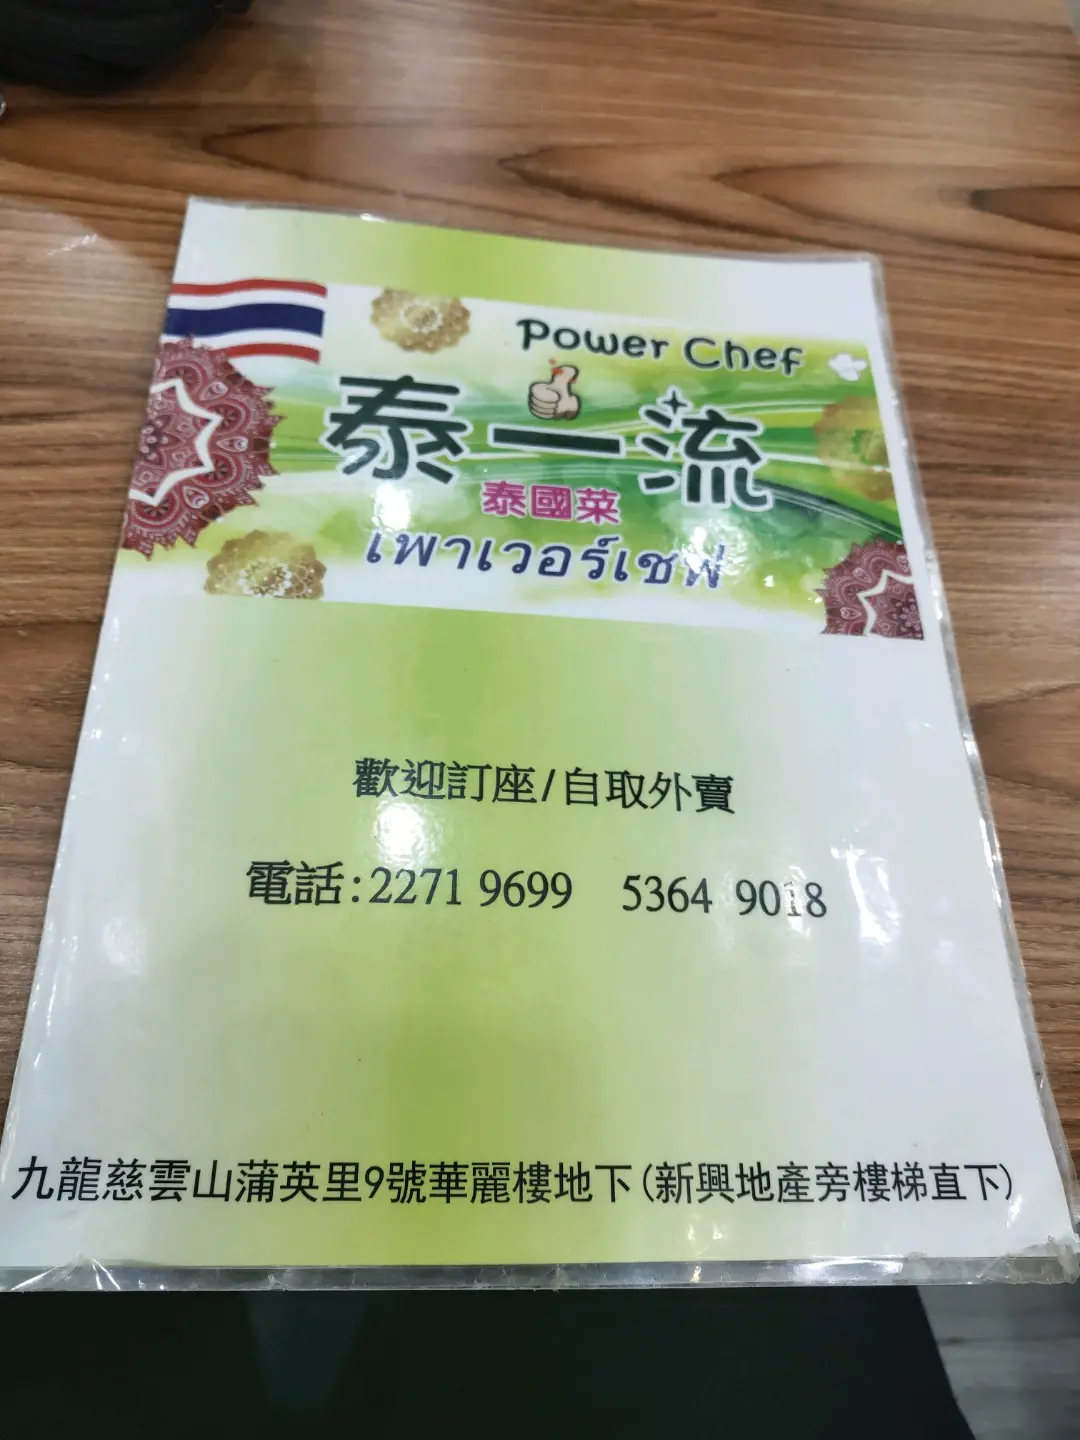 Power Chef
泰一流
泰國菜
เพาเวอร์เชฟ
歡迎訂座/自取外賣
電話:2271 9699 5364 9018
九龍慈雲山蒲英里9號華麗樓地下(新興地產旁樓梯直下)